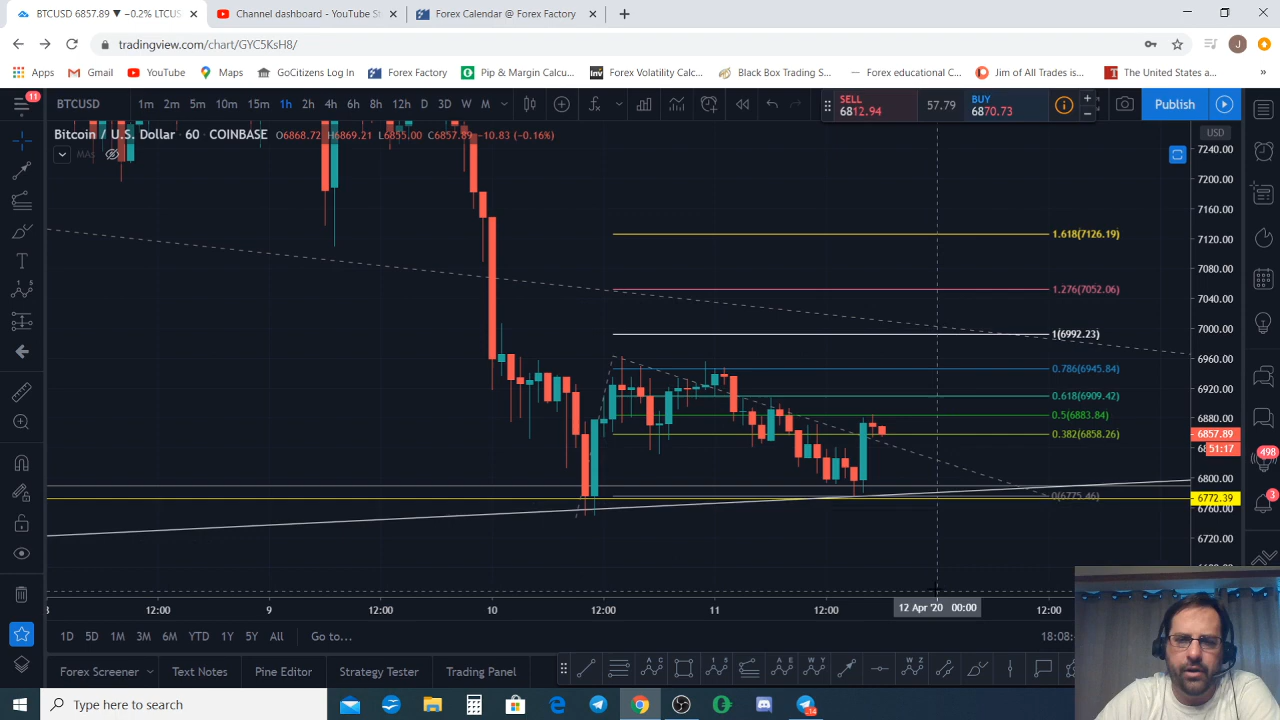 BTCUSD 6857.89 ▼ −0.2% LTCUS
Channel dashboard - YouTube St
Forex Calendar @ Forex Factory
tradingview.com/chart/GYC5KsH8/
J
Apps
Gmail
YouTube
Maps
GoCitizens Log In
ForexFactory
Pip & Margin Calcu...
Forex Volatility Calc...
Black Box Trading S...
Forex educational C...
Jim of All Trades is...
The United States a...
11
BTCUSD
1m 2m 5m 10m 15m 1h 2h 4h 6h 8h 12h D 3D W M
SELL
6812.94
57.79
BUY
6870.73
Publish
Bitcoin / U.S. Dollar · 60 · COINBASE O6868.72 H6869.21 L6855.00 C6857.89 −10.83 (−0.16%)
MAs
USD
7240.00
7200.00
7160.00
7120.00
7080.00
7040.00
7000.00
6960.00
6920.00
6880.00
6857.89
51:17
6800.00
6772.39
6760.00
6720.00
1.618(7126.19)
1.276(7052.06)
1(6992.23)
0.786(6945.84)
0.618(6909.42)
0.5(6883.84)
0.382(6858.26)
0(6775.46)
498
3
12:00 9 12:00 10 12:00 11 12:00 12 Apr '20 00:00 12:00
1D 5D 1M 3M 6M YTD 1Y 5Y All Go to...
18:08:
Forex Screener
Text Notes
Pine Editor
Strategy Tester
Trading Panel
Type here to search
14